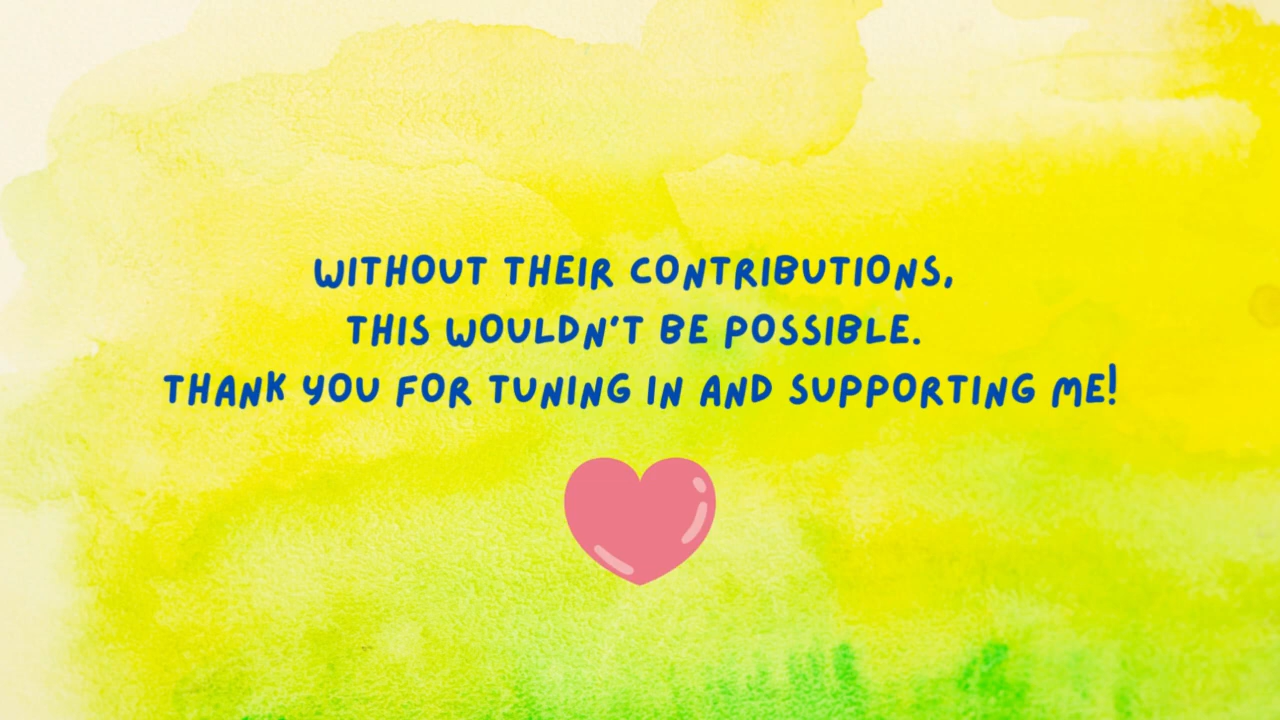 WITHOUT THEIR CONTRIBUTIONS,
THIS WOULDN'T BE POSSIBLE.
THANK YOU FOR TUNING IN AND SUPPORTING ME!